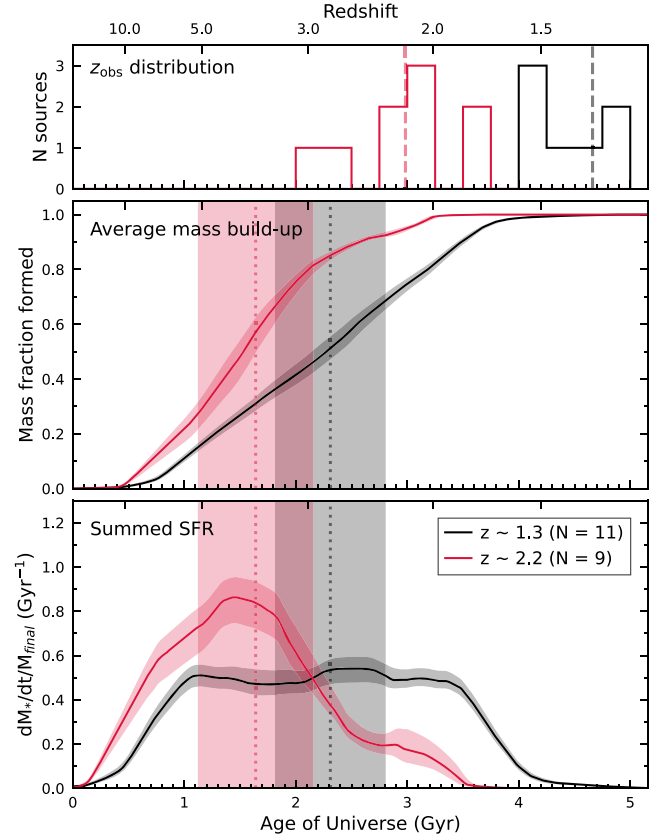 Redshift
10.0 5.0 3.0 2.0 1.5
z_obs distribution
N sources
3
2
1
0
Average mass build-up
Mass fraction formed
1.0
0.8
0.6
0.4
0.2
0.0
Summed SFR
z ~ 1.3 (N = 11)
z ~ 2.2 (N = 9)
dM_*/dt/M_final (Gyr⁻¹)
1.2
1.0
0.8
0.6
0.4
0.2
0.0
0 1 2 3 4 5
Age of Universe (Gyr)